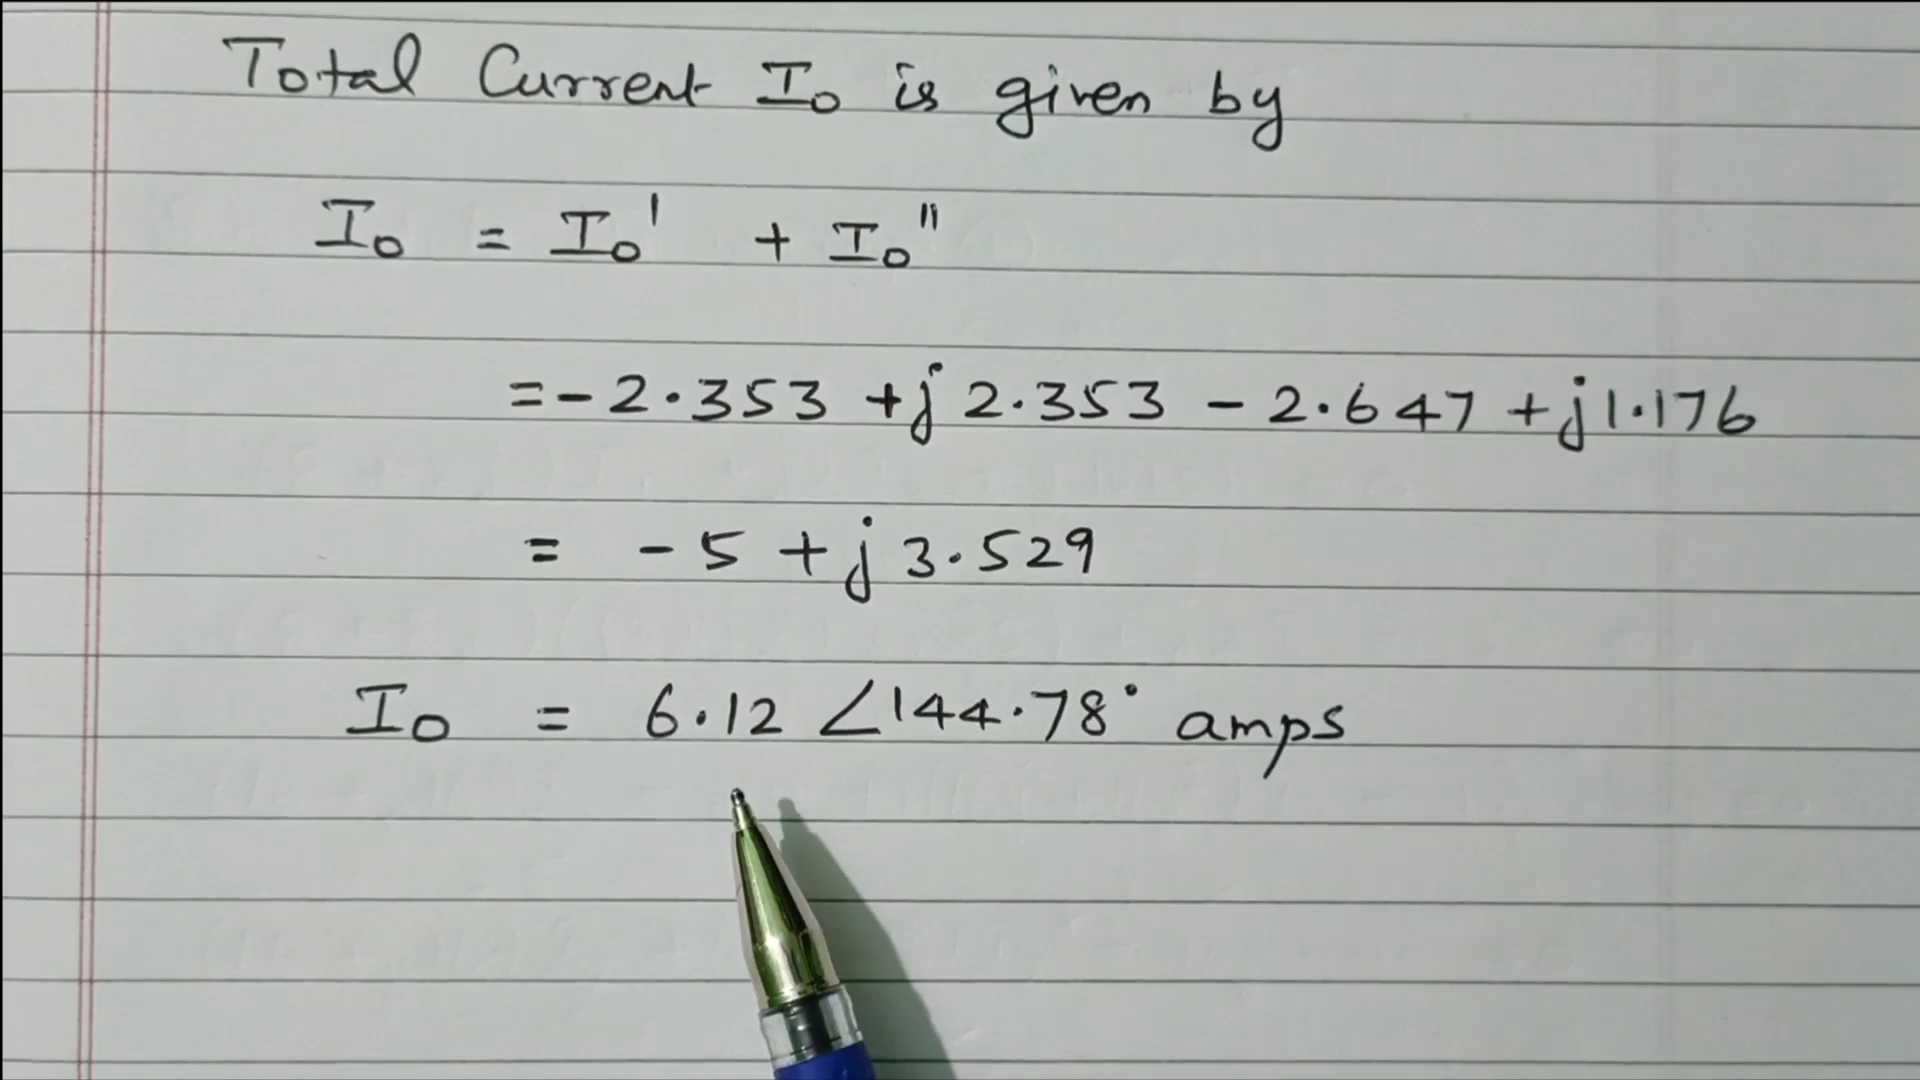 Total Current I₀ is given by
I₀ = I₀' + I₀''
= - 2.353 + j 2.353 - 2.647 + j 1.176
= - 5 + j 3.529
I₀ = 6.12 ∠144.78° amps